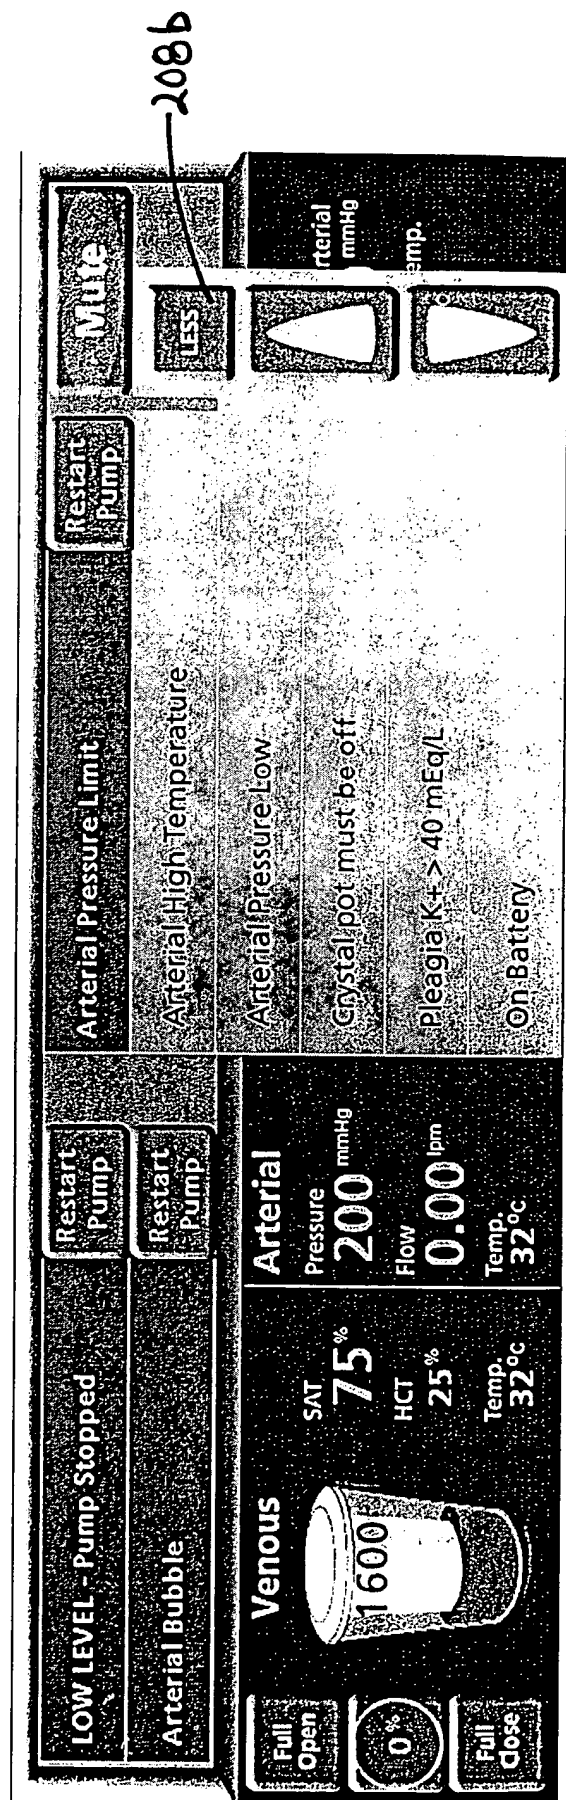 208b
LOW LEVEL - Pump Stopped
Restart
Pump
Arterial Pressure Limit
Restart
Pump
Mute
Arterial Bubble
Restart
Pump
Arterial High Temperature
LESS
Arterial Pressure Low
Crystal pot must be off
Pleagia K+ > 40 mEq/L
On Battery
Full
Open
0 %
Full
Close
Venous
1600
SAT
75%
HCT
25%
Temp.
32°C
Arterial
Pressure
200 mmHg
Flow
0.00 lpm
Temp.
32°C
rterial
mmHg
emp.